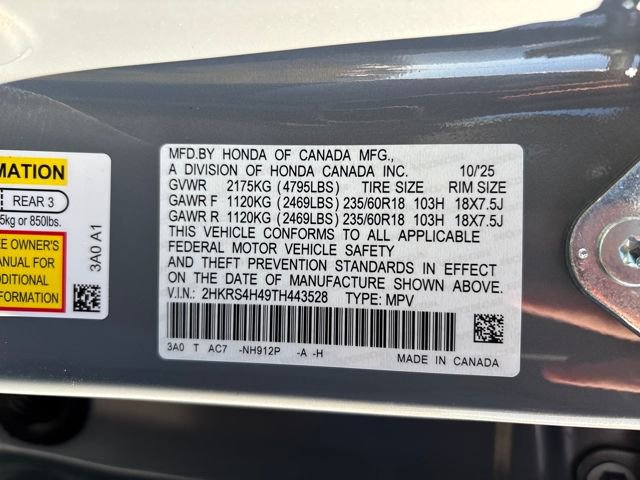 MATION
REAR 3
5kg or 850lbs.
EE OWNER'S
ANUAL FOR
DDITIONAL
NFORMATION
3A0 A1
MFD.BY HONDA OF CANADA MFG.,
A DIVISION OF HONDA CANADA INC. 10/'25
GVWR 2175KG (4795LBS) TIRE SIZE RIM SIZE
GAWR F 1120KG (2469LBS) 235/60R18 103H 18X7.5J
GAWR R 1120KG (2469LBS) 235/60R18 103H 18X7.5J
THIS VEHICLE CONFORMS TO ALL APPLICABLE
FEDERAL MOTOR VEHICLE SAFETY
AND THEFT PREVENTION STANDARDS IN EFFECT
ON THE DATE OF MANUFACTURE SHOWN ABOVE.
V.I.N.: 2HKRS4H49TH443528 TYPE: MPV
3A0 T AC7 -NH912P -A -H MADE IN CANADA